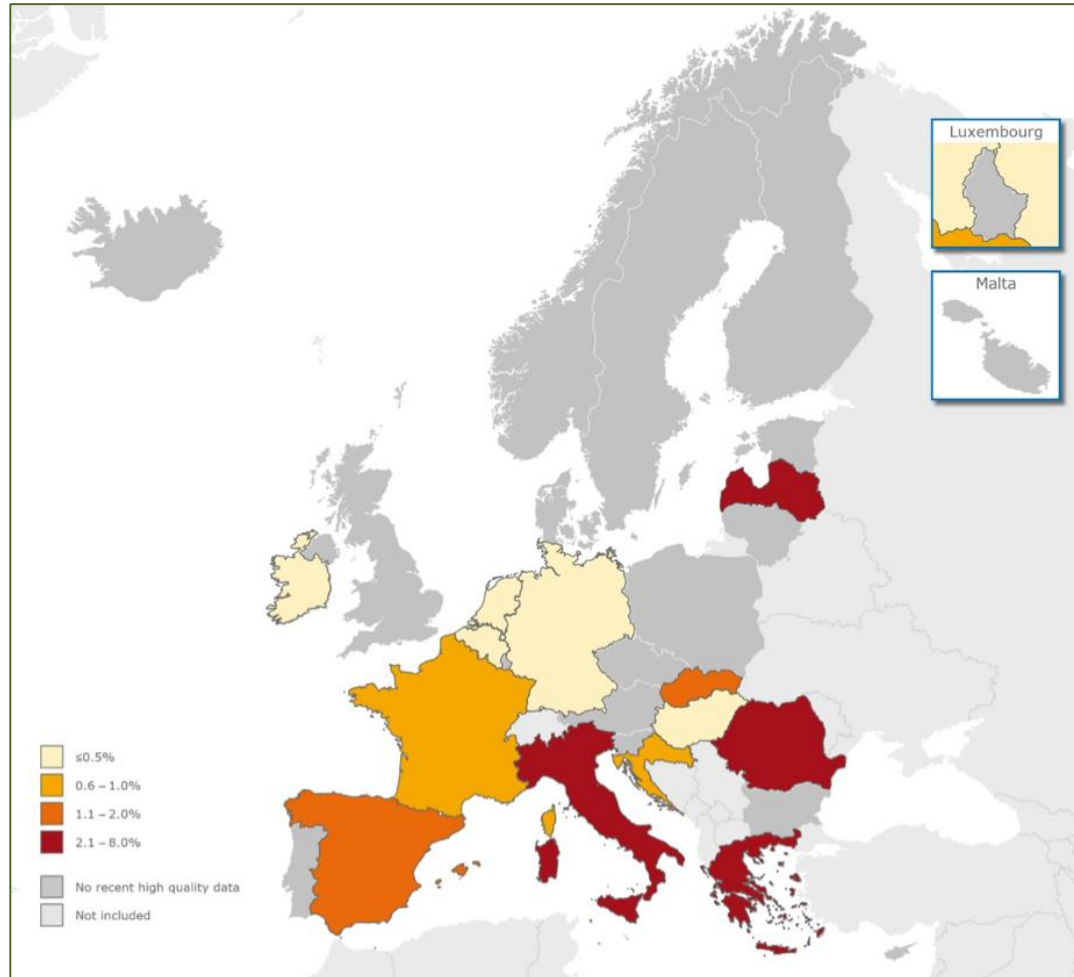 Luxembourg
Malta
≤0.5%
0.6 – 1.0%
1.1 – 2.0%
2.1 – 8.0%
No recent high quality data
Not included